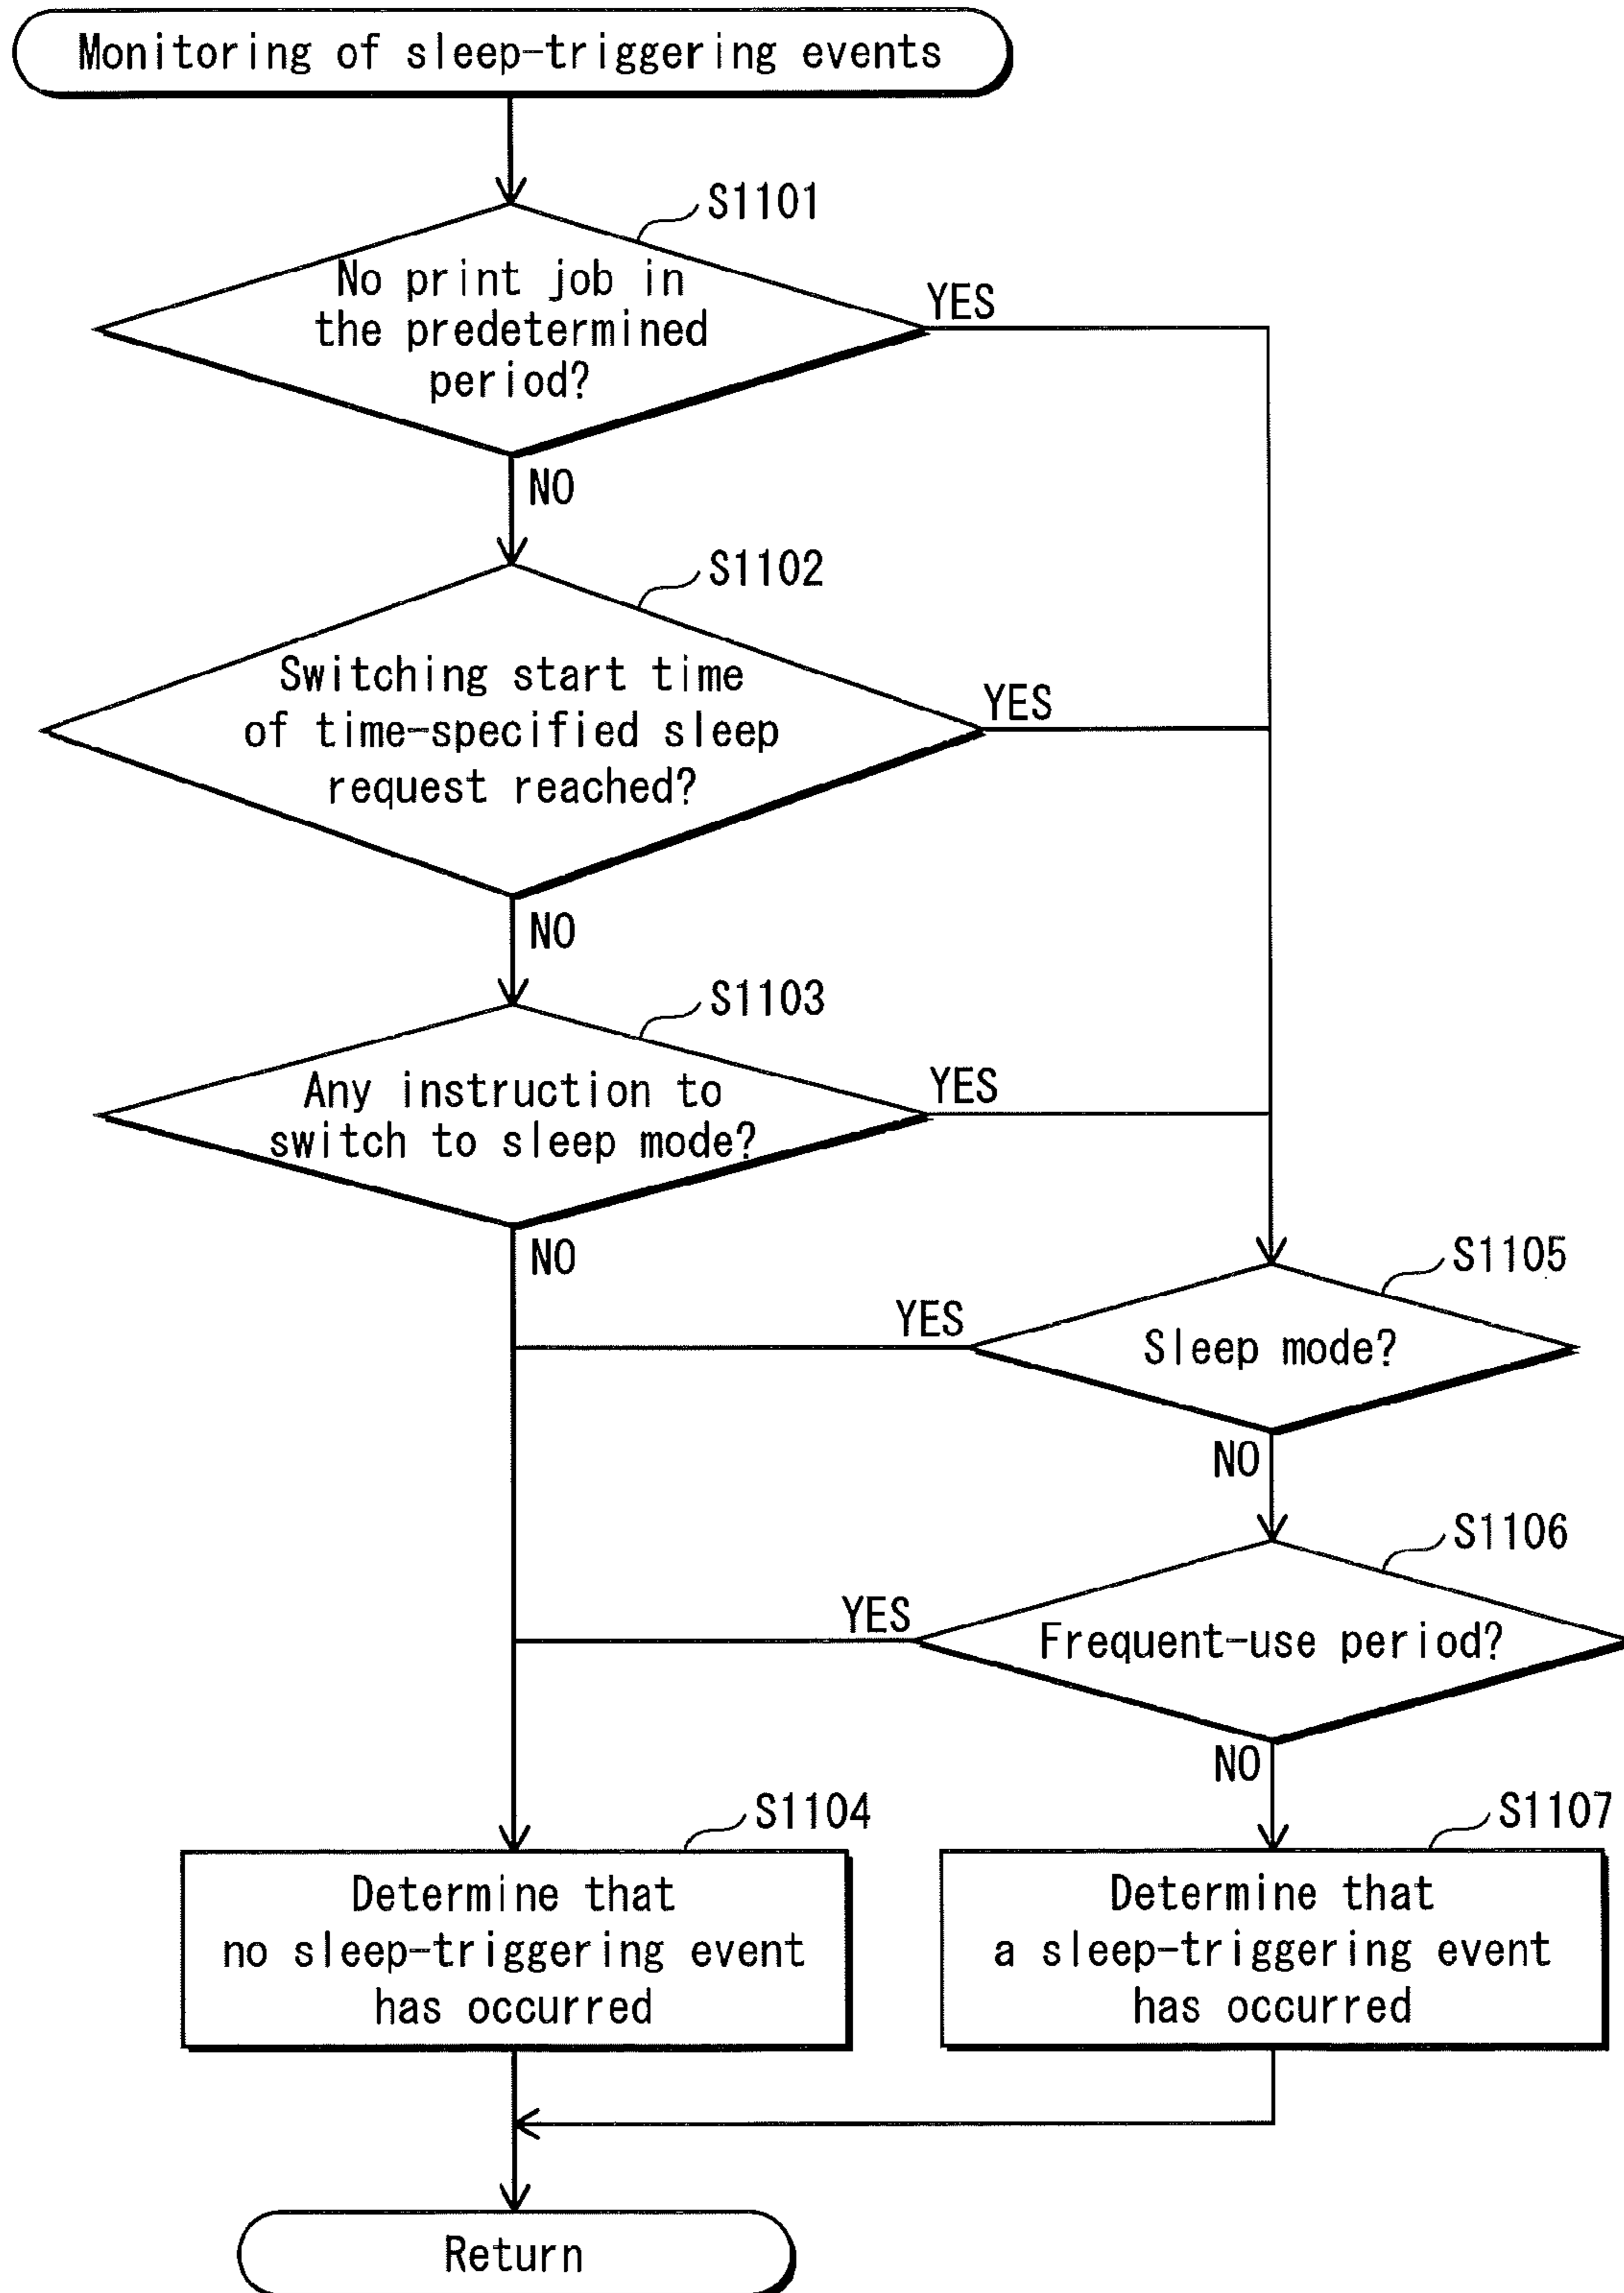 Monitoring of sleep-triggering events
S1101
No print job in
the predetermined
period?
YES
NO
S1102
Switching start time
of time-specified sleep
request reached?
YES
NO
S1103
Any instruction to
switch to sleep mode?
YES
NO
S1105
YES
Sleep mode?
NO
S1106
YES
Frequent-use period?
NO
S1104
Determine that
no sleep-triggering event
has occurred
S1107
Determine that
a sleep-triggering event
has occurred
Return